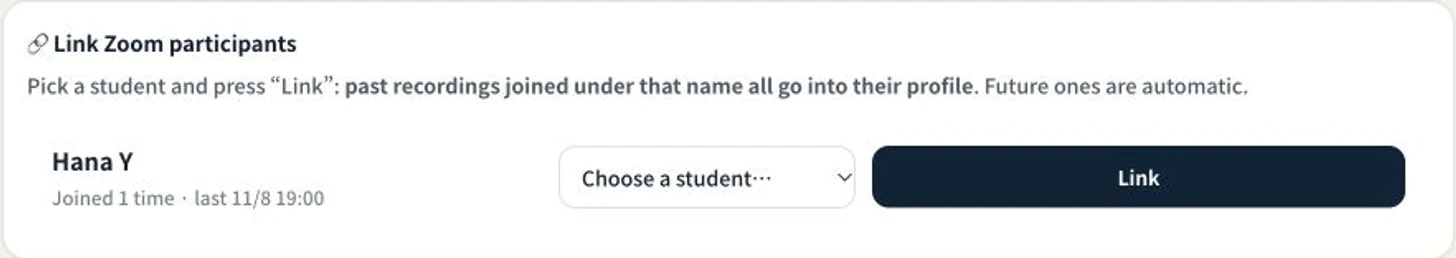 🔗 Link Zoom participants
Pick a student and press “Link”: past recordings joined under that name all go into their profile. Future ones are automatic.
Hana Y
Joined 1 time · last 11/8 19:00
Choose a student…
Link